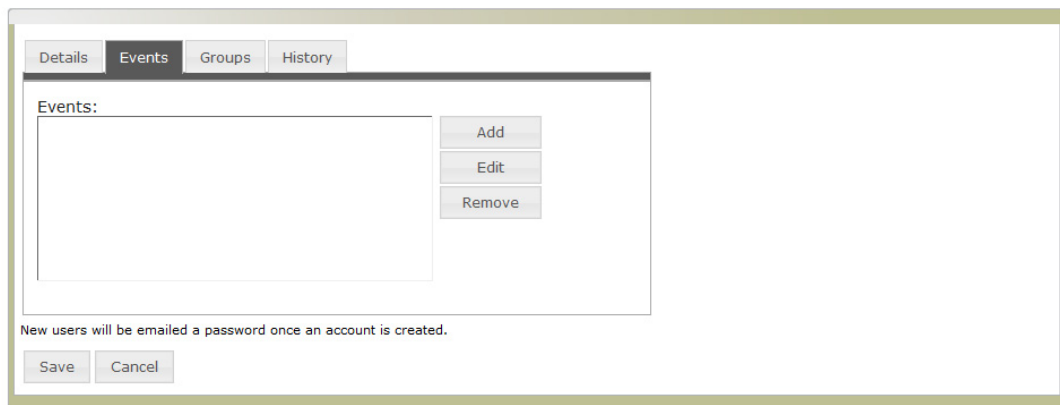 Details Events Groups History
Events:
Add
Edit
Remove
New users will be emailed a password once an account is created.
Save Cancel